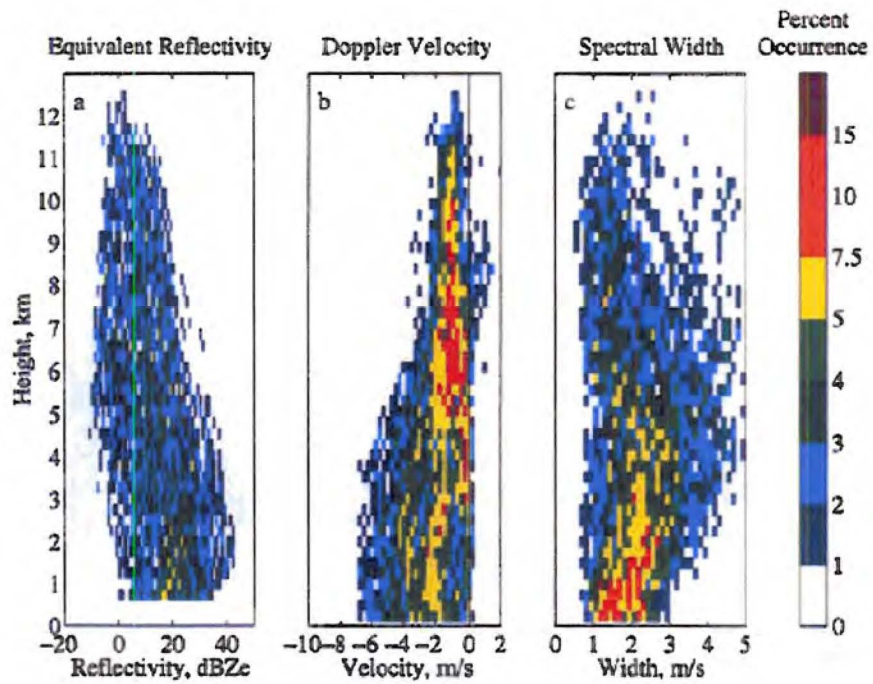 Percent
Equivalent Reflectivity Doppler Velocity Spectral Width Occurrence
a b c
12
11
10
9
8
7
6
5
4
3
2
1
0
Height, km
−20 0 20 40
Reflectivity, dBZe
−10 −8 −6 −4 −2 0 2
Velocity, m/s
0 1 2 3 4 5
Width, m/s
15
10
7.5
5
4
3
2
1
0